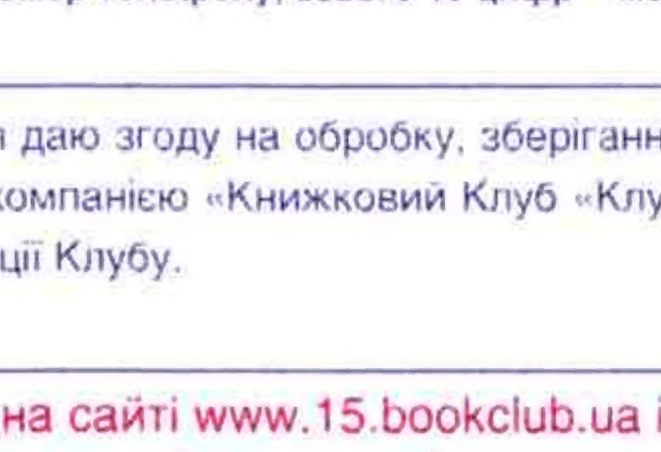 даю згоду на обробку, зберіганн
компанією «Книжковий Клуб «Клу
ції Клубу.
на сайті www.15.bookclub.ua і